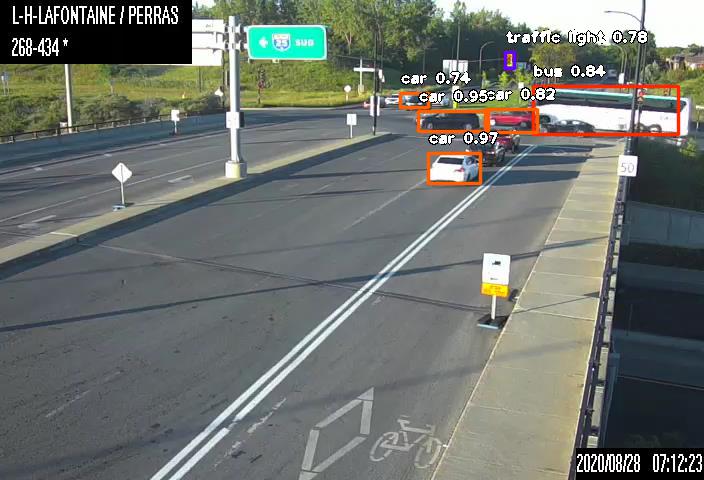 L-H-LAFONTAINE / PERRAS
268-434 *
25 SUD
traffic light 0.78
car 0.74
bus 0.84
car 0.95
car 0.82
car 0.97
50
2020/08/28 07:12:23